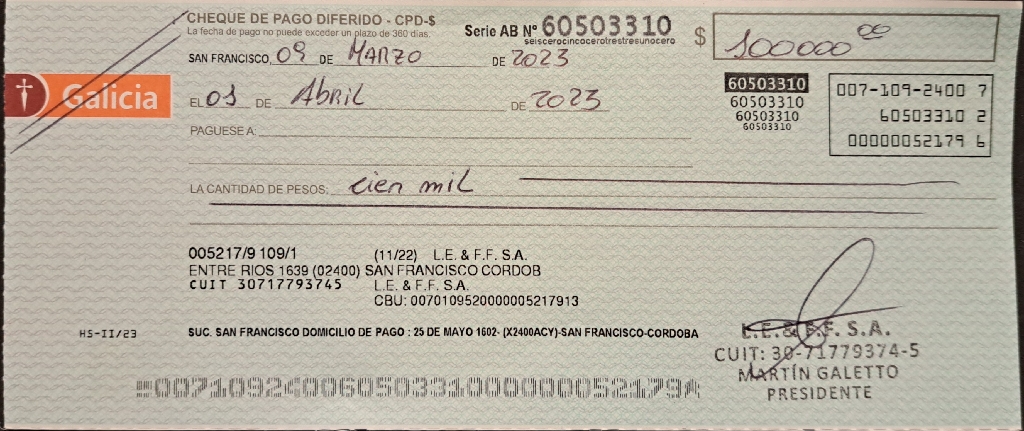 CHEQUE DE PAGO DIFERIDO - CPD-$
La fecha de pago no puede exceder un plazo de 360 días.
Serie AB Nº 60503310
seiscerocincocerotrestresunocero
$ 100000 00
SAN FRANCISCO, 09 DE MARZO DE 2023
Galicia
EL 01 DE Abril DE 2023
60503310
60503310
60503310
60503310
007-109-2400 7
60503310 2
00000052179 6
PAGUESE A:
LA CANTIDAD DE PESOS: cien mil
005217/9 109/1 (11/22) L.E. & F.F. S.A.
ENTRE RIOS 1639 (02400) SAN FRANCISCO CORDOB
CUIT 30717793745 L.E. & F.F. S.A.
CBU: 0070109520000005217913
HS-II/23
SUC. SAN FRANCISCO DOMICILIO DE PAGO : 25 DE MAYO 1602- (X2400ACY)-SAN FRANCISCO-CORDOBA
L.E. & F.F. S.A.
CUIT: 30-71779374-5
MARTÍN GALETTO
PRESIDENTE